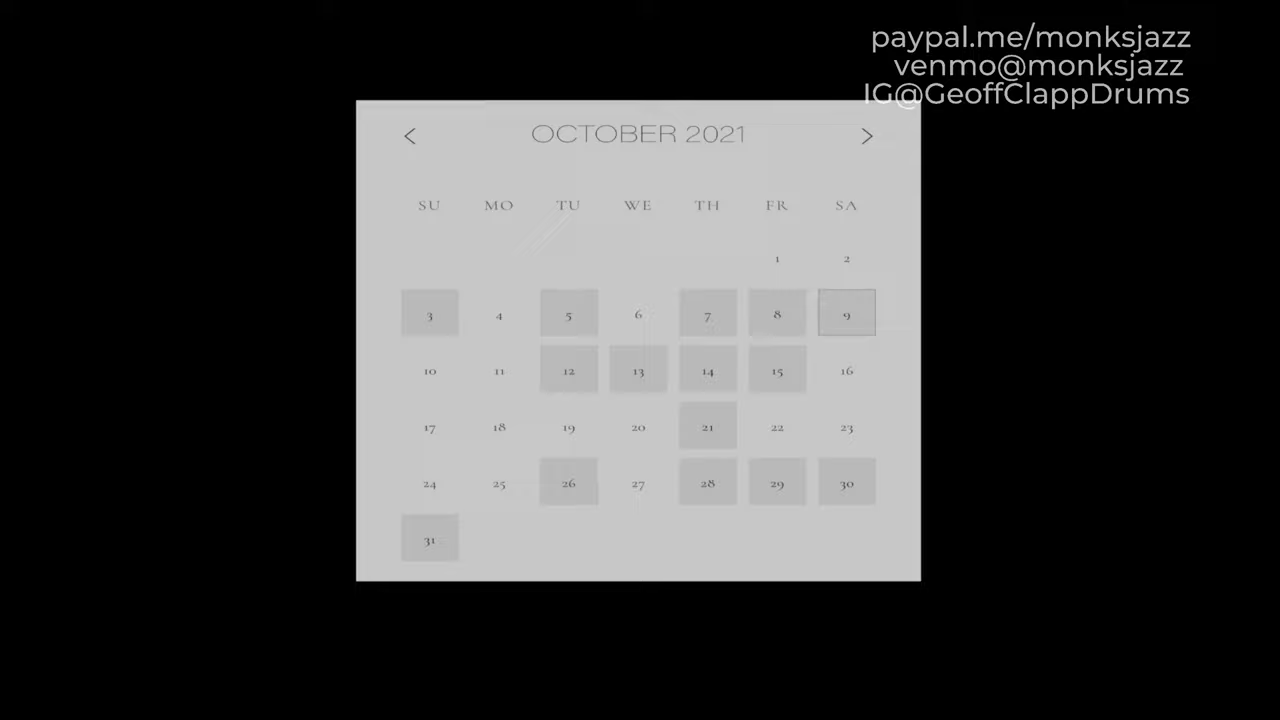 paypal.me/monksjazz
venmo@monksjazz
IG@GeoffClappDrums
OCTOBER 2021
SU MO TU WE TH FR SA
1 2
3 4 5 6 7 8 9
10 11 12 13 14 15 16
17 18 19 20 21 22 23
24 25 26 27 28 29 30
31